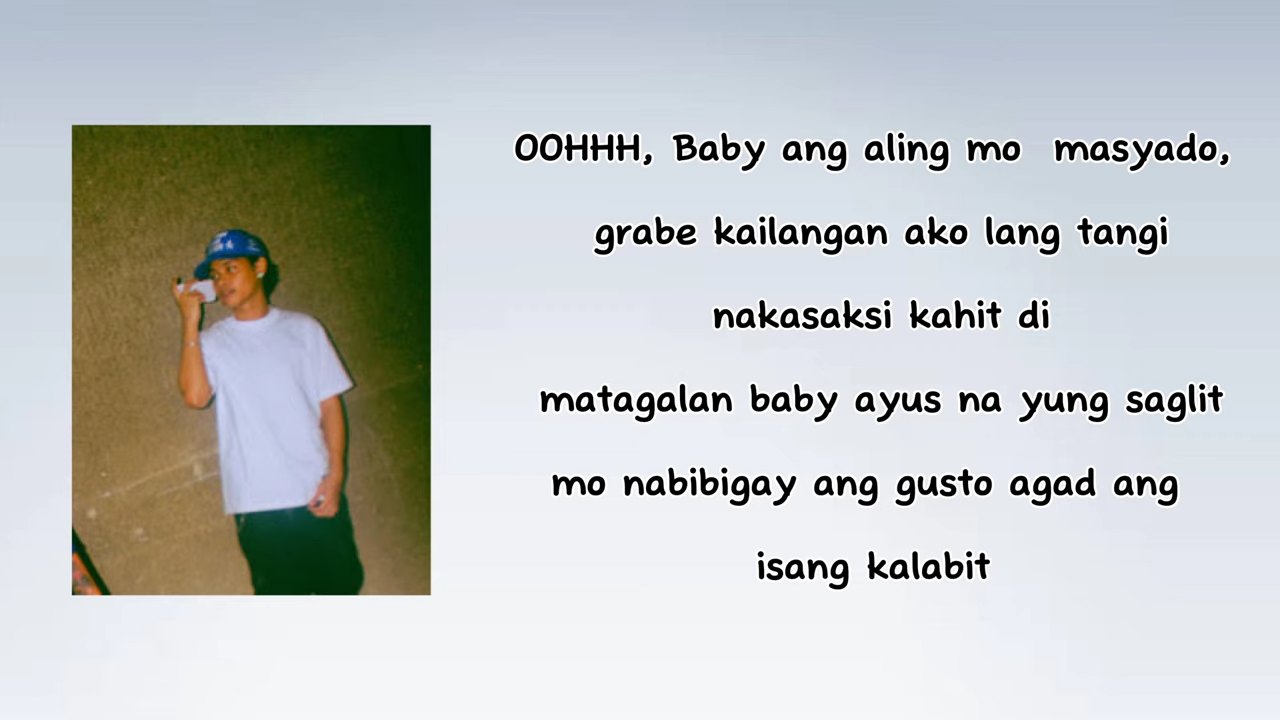 OOHHH, Baby ang aling mo masyado,
grabe kailangan ako lang tangi
nakasaksi kahit di
matagalan baby ayus na yung saglit
mo nabibigay ang gusto agad ang
isang kalabit